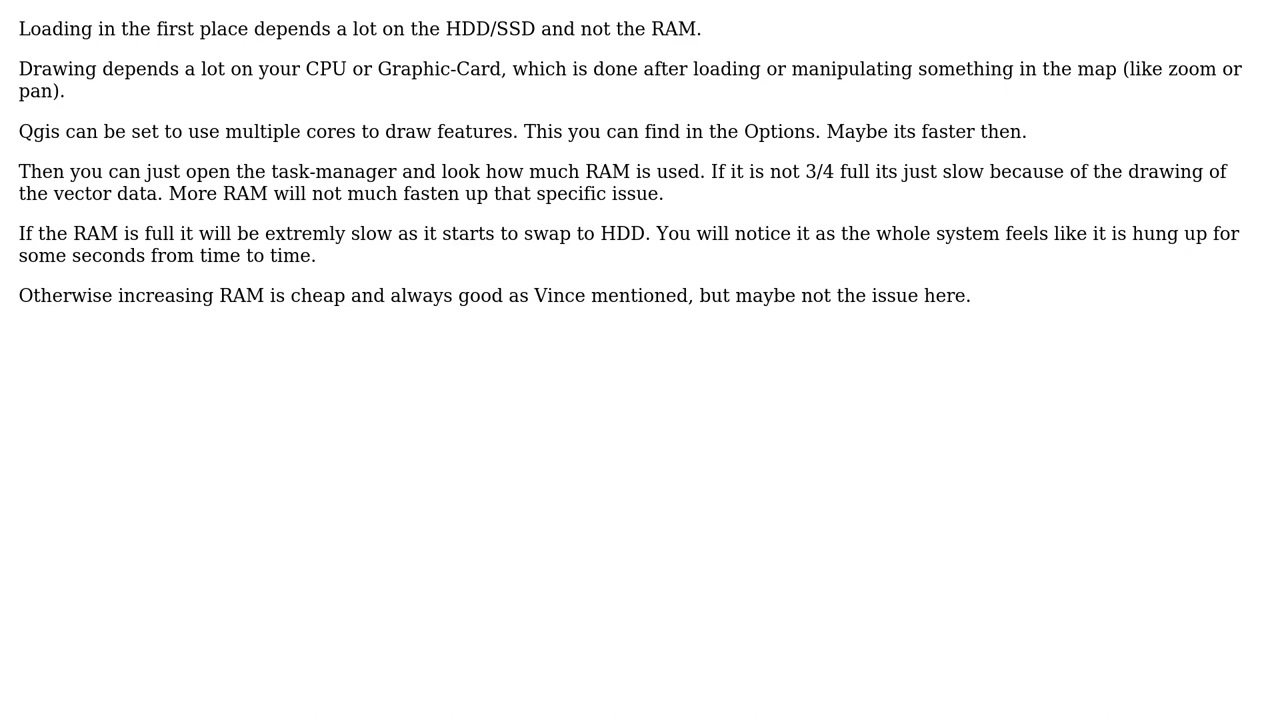 Loading in the first place depends a lot on the HDD/SSD and not the RAM.
Drawing depends a lot on your CPU or Graphic-Card, which is done after loading or manipulating something in the map (like zoom or
pan).
Qgis can be set to use multiple cores to draw features. This you can find in the Options. Maybe its faster then.
Then you can just open the task-manager and look how much RAM is used. If it is not 3/4 full its just slow because of the drawing of
the vector data. More RAM will not much fasten up that specific issue.
If the RAM is full it will be extremly slow as it starts to swap to HDD. You will notice it as the whole system feels like it is hung up for
some seconds from time to time.
Otherwise increasing RAM is cheap and always good as Vince mentioned, but maybe not the issue here.